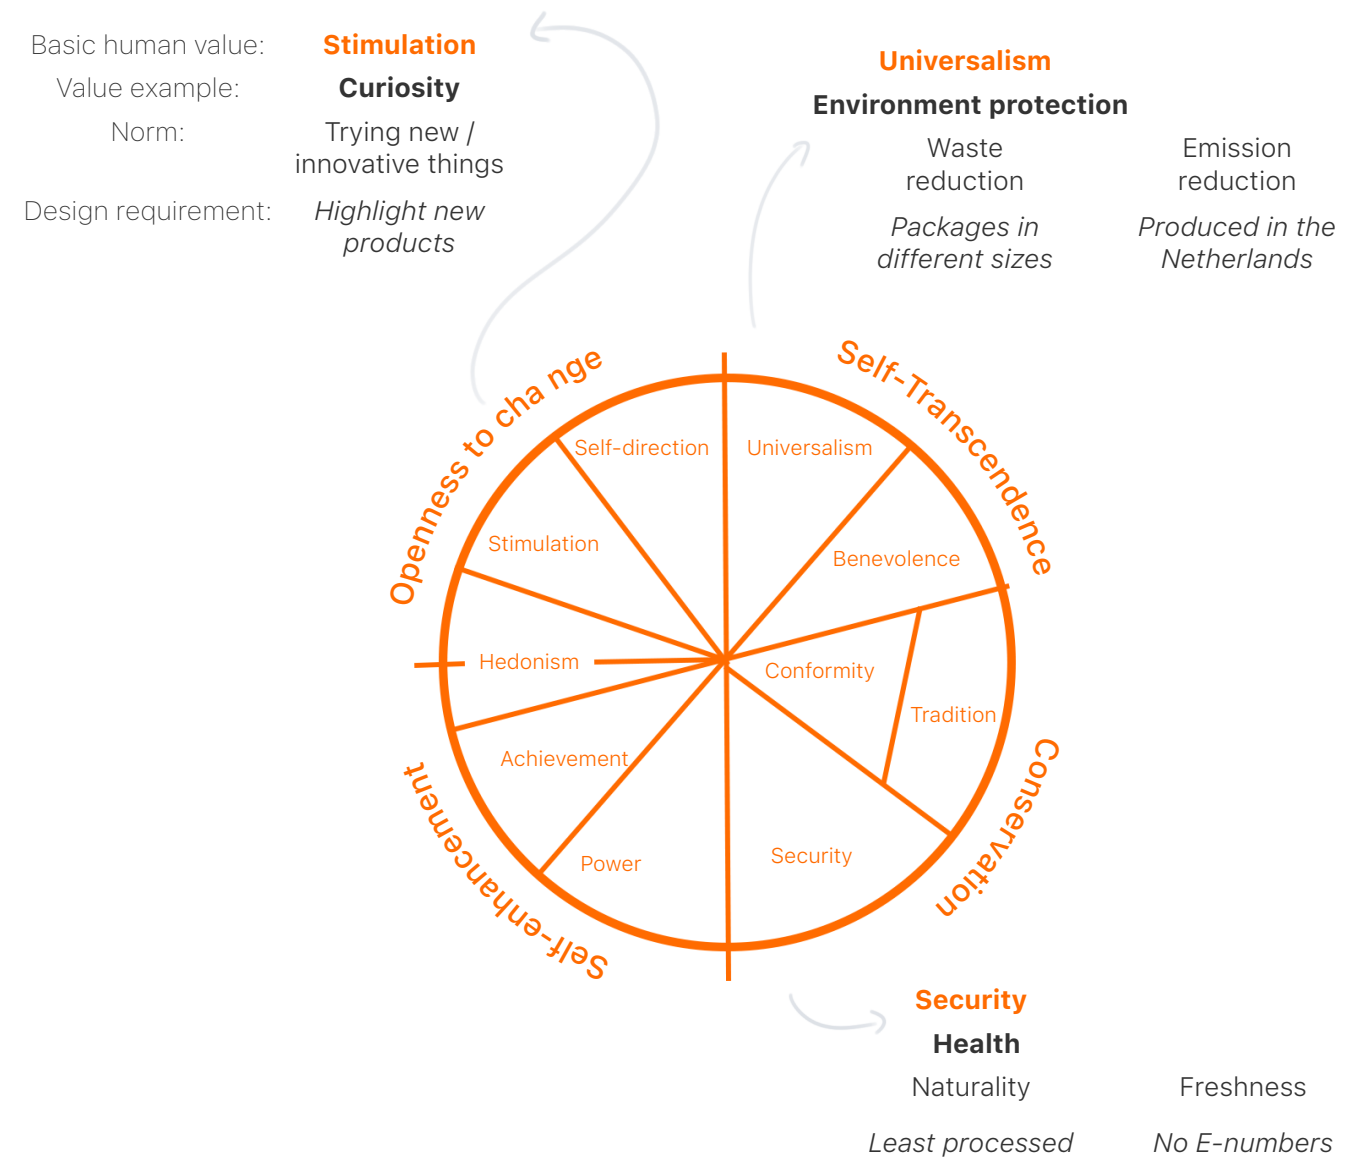 Basic human value: Stimulation
Value example: Curiosity
Norm: Trying new /
innovative things
Design requirement: Highlight new
products
Universalism
Environment protection
Waste Emission
reduction reduction
Packages in Produced in the
different sizes Netherlands
Openness to cha nge
Self-Transcendence
Self-direction Universalism
Stimulation
Benevolence
Hedonism
Conformity
Tradition
Achievement
Power
Security
Self-enhancement
Conservation
Security
Health
Naturality Freshness
Least processed No E-numbers